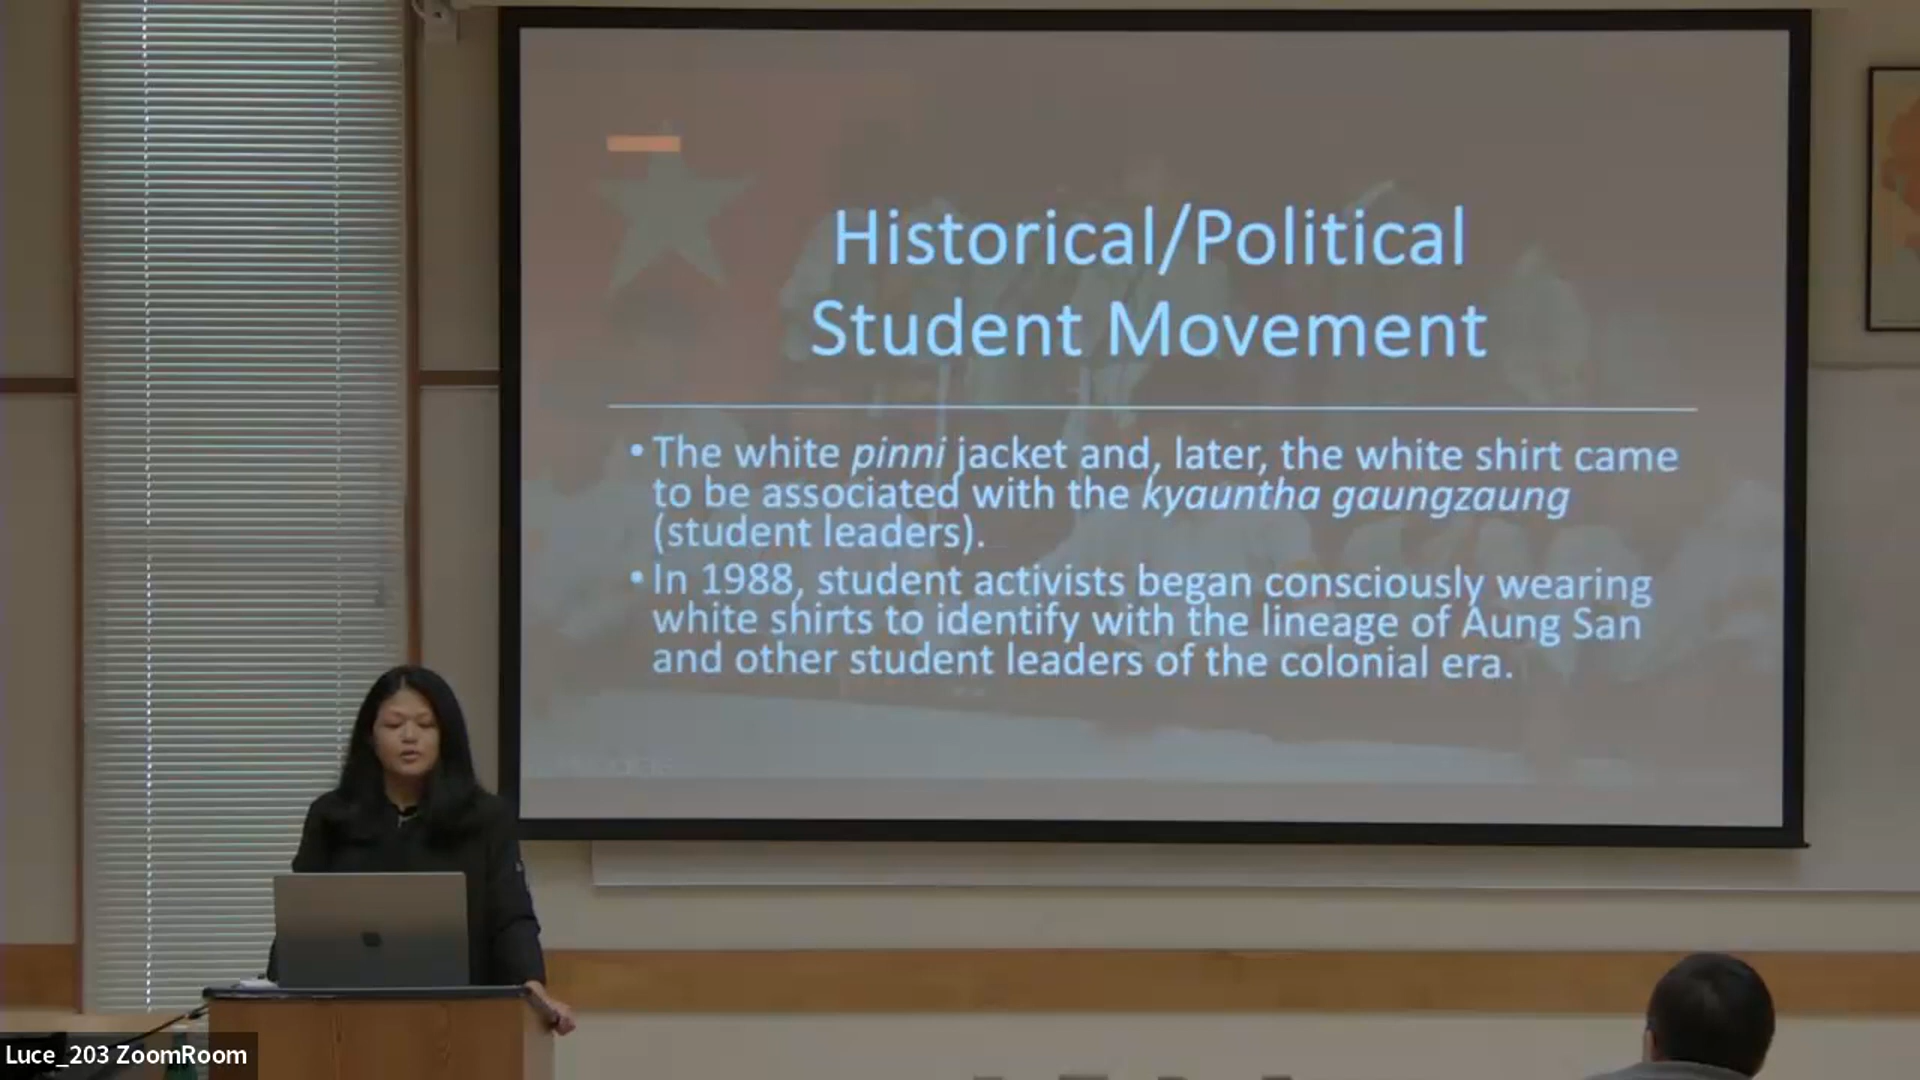 Historical/Political
Student Movement
• The white pinni jacket and, later, the white shirt came
to be associated with the kyauntha gaungzaung
(student leaders).
• In 1988, student activists began consciously wearing
white shirts to identify with the lineage of Aung San
and other student leaders of the colonial era.
Luce_203 ZoomRoom